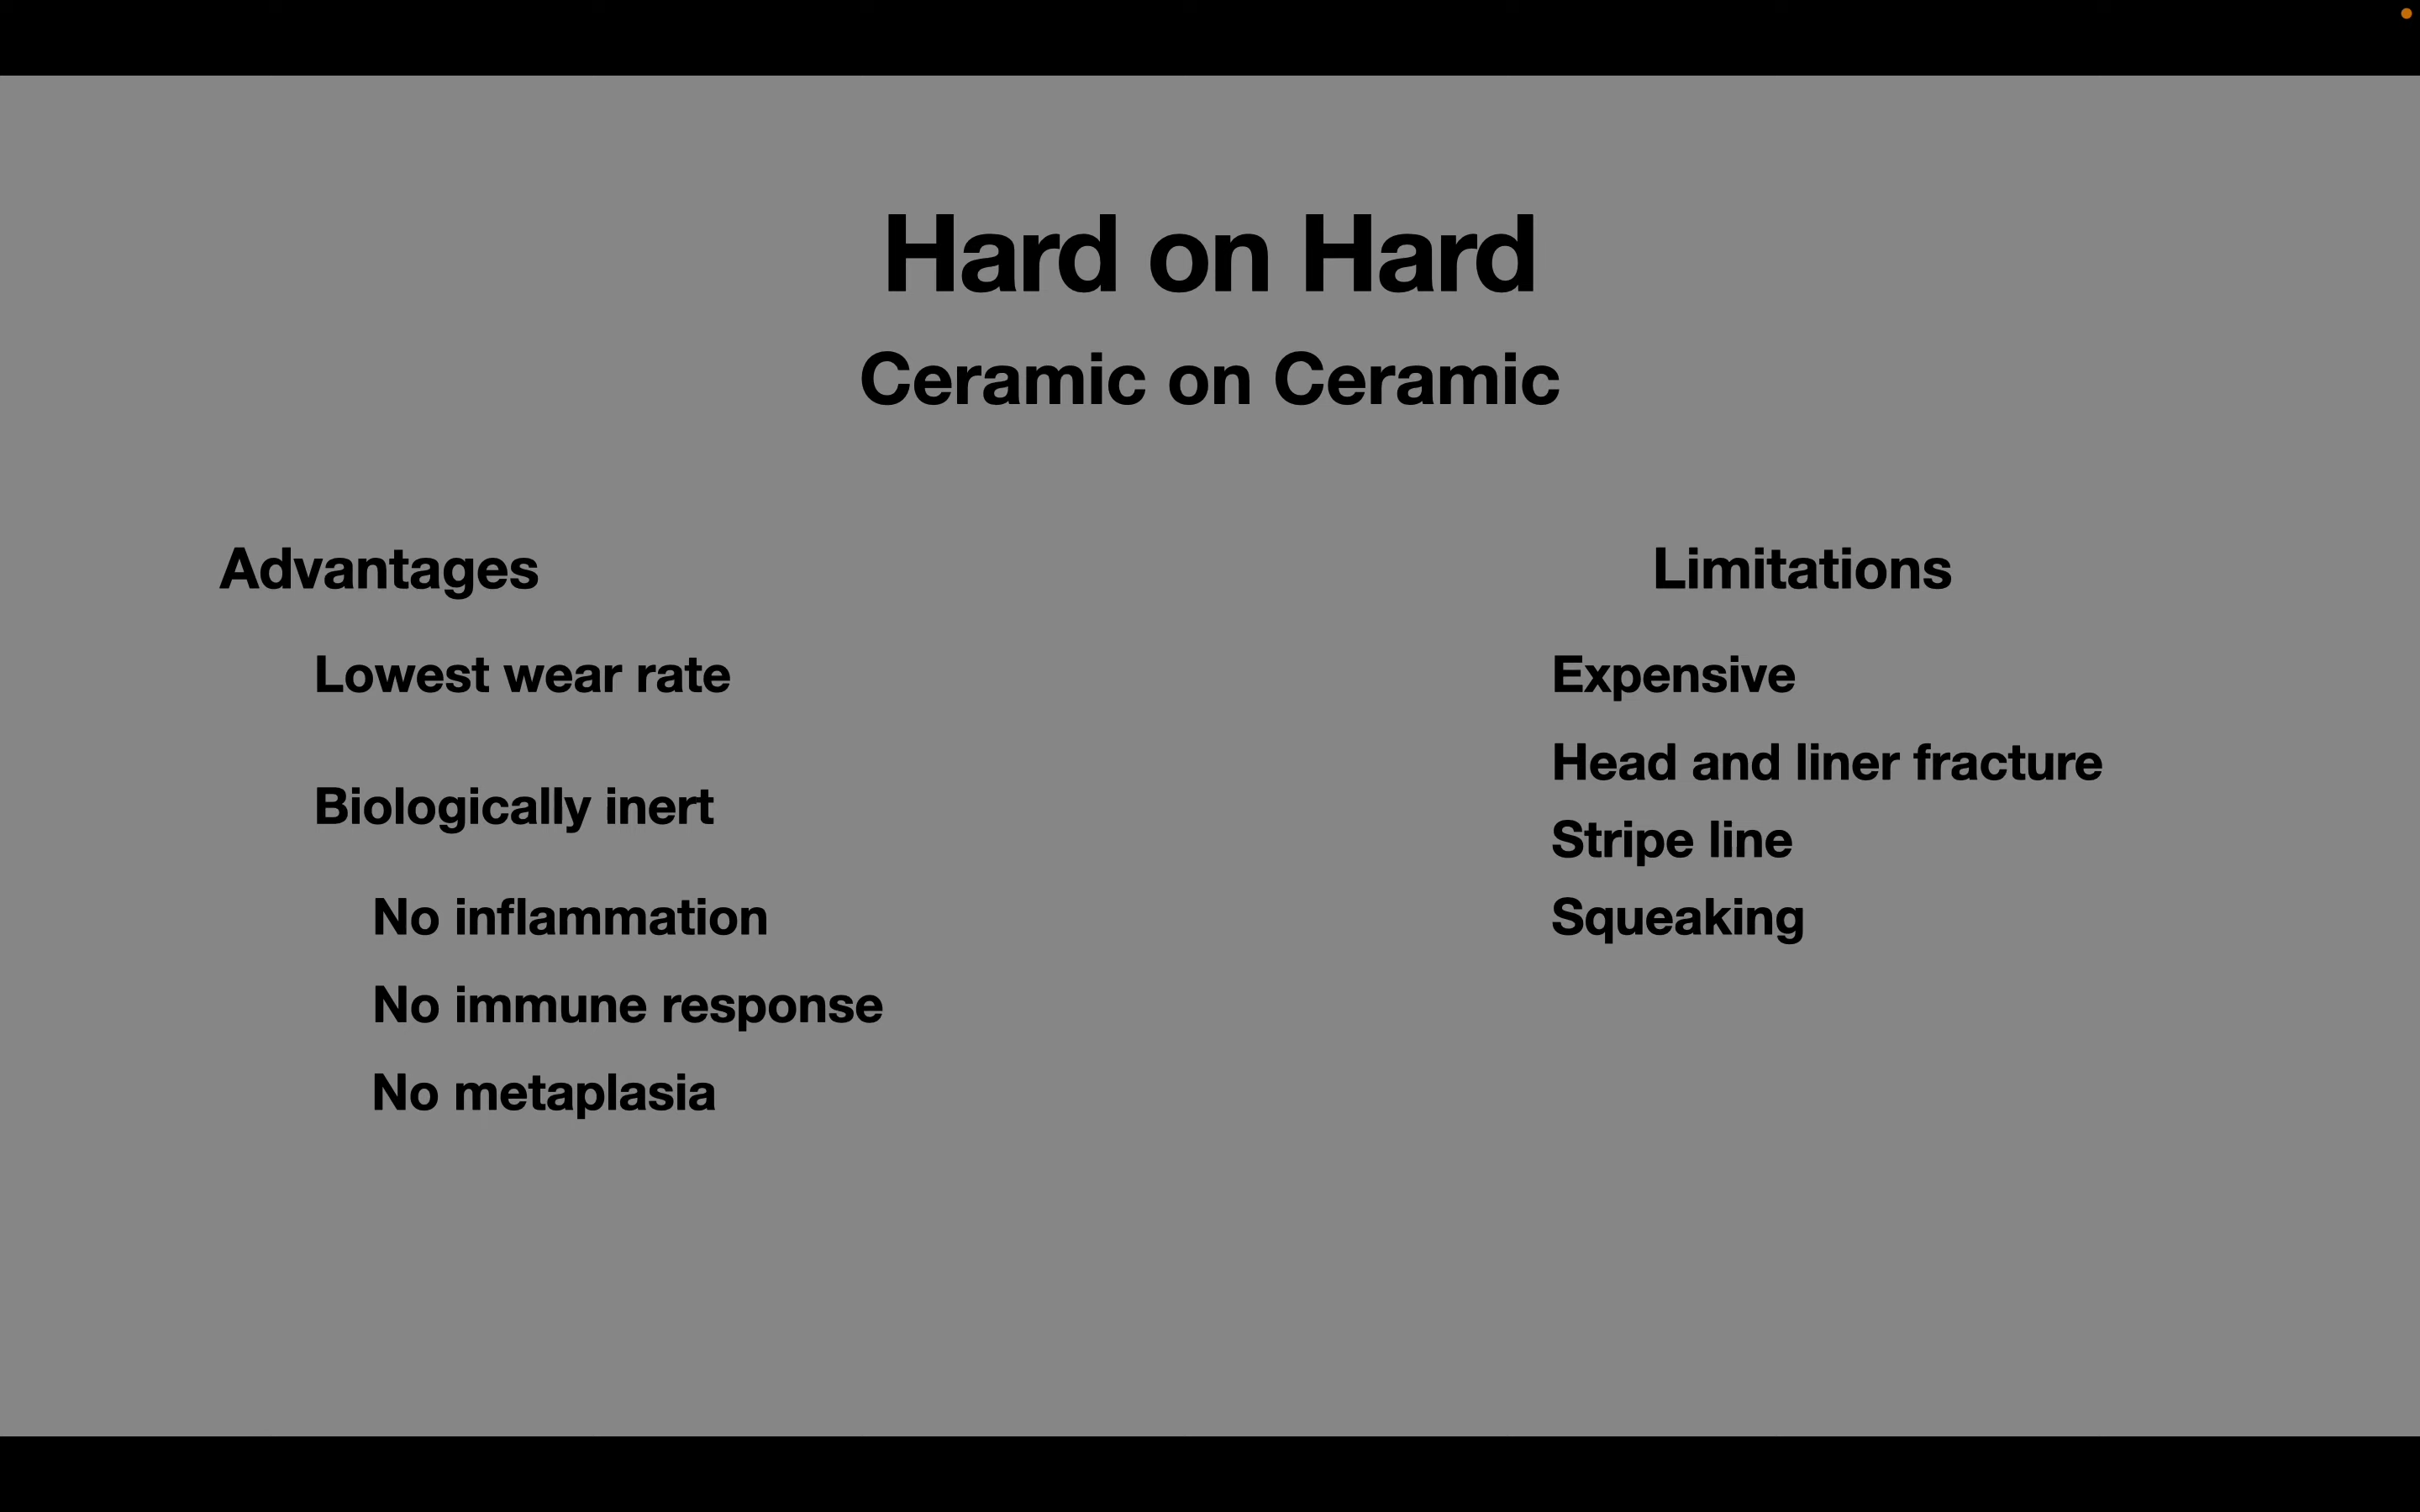 Hard on Hard
Ceramic on Ceramic
Advantages
Lowest wear rate
Biologically inert
No inflammation
No immune response
No metaplasia
Limitations
Expensive
Head and liner fracture
Stripe line
Squeaking